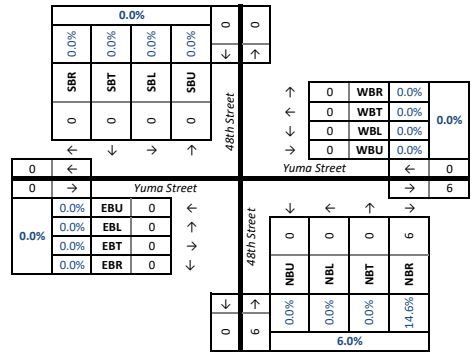 0.0%
0.0% 0.0% 0.0% 0.0%
SBR SBT SBL SBU
0 0 0 0
← ↓ → ↑
0 0
↓ ↑
48th Street
↑ 0 WBR 0.0%
← 0 WBT 0.0%
↓ 0 WBL 0.0%
→ 0 WBU 0.0%
0.0%
0 ←
0 →
Yuma Street
← 0
→ 6
Yuma Street
0.0%
0.0% EBU 0 ←
0.0% EBL 0 ↑
0.0% EBT 0 →
0.0% EBR 0 ↓
48th Street
↓ ↑
0 6
↓ ← ↑ →
0 0 0 6
NBU NBL NBT NBR
0.0% 0.0% 0.0% 14.6%
6.0%